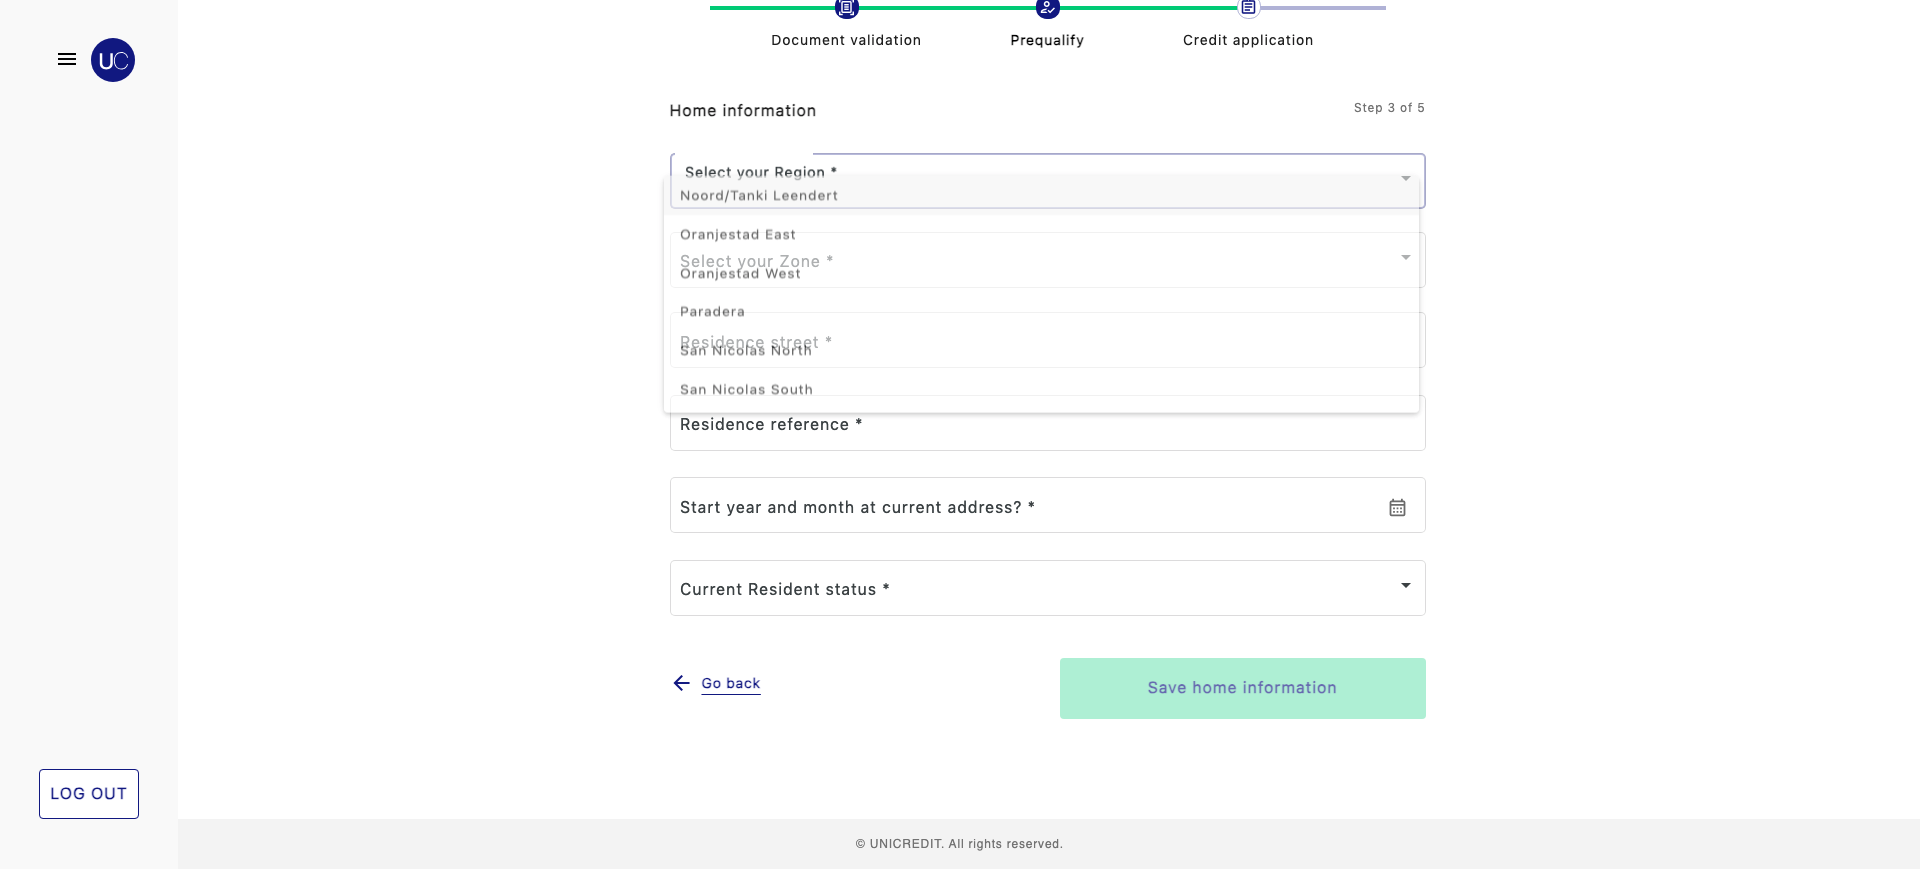 UC
Document validation
Prequalify
Credit application
Home information
Step 3 of 5
Select your Region *
Noord/Tanki Leendert
Oranjestad East
Select your Zone *
Oranjestad West
Paradera
Residence street *
San Nicolas North
San Nicolas South
Residence reference *
Start year and month at current address? *
Current Resident status *
Go back
Save home information
LOG OUT
© UNICREDIT. All rights reserved.